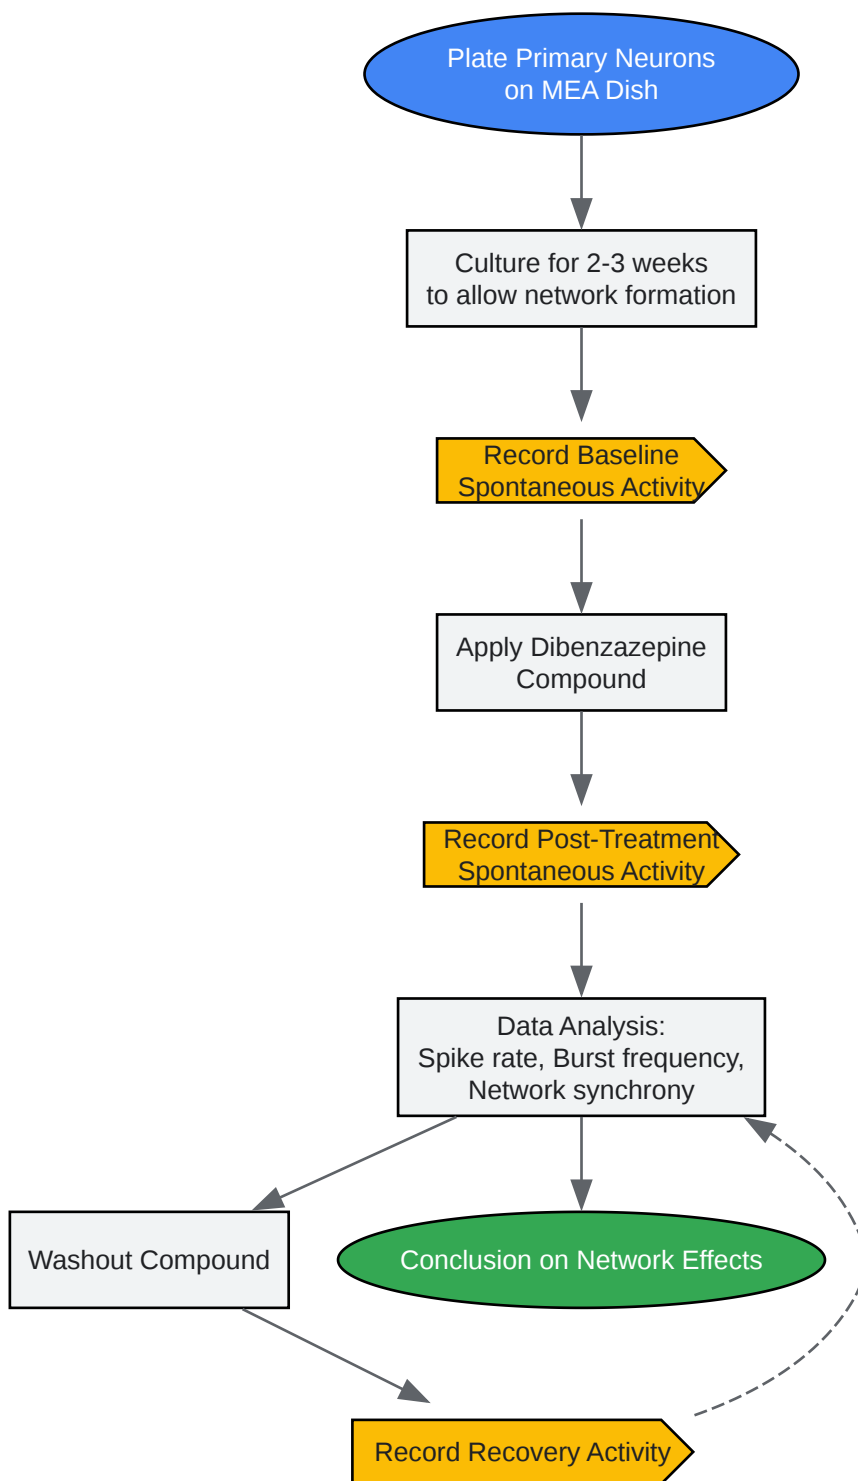 Plate Primary Neurons
on MEA Dish
Culture for 2-3 weeks
to allow network formation
Record Baseline
Spontaneous Activity
Apply Dibenzazepine
Compound
Record Post-Treatment
Spontaneous Activity
Data Analysis:
Spike rate, Burst frequency,
Network synchrony
Washout Compound
Conclusion on Network Effects
Record Recovery Activity